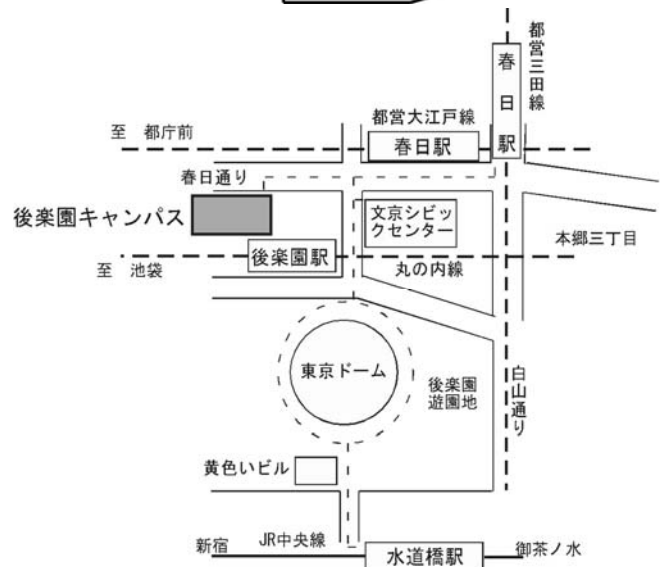 都営三田線
春日駅
都営大江戸線
至 都庁前
春日駅
春日通り
後楽園キャンパス
文京シビッ
クセンター
本郷三丁目
後楽園駅
至 池袋
丸の内線
東京ドーム
後楽園
遊園地
白山通り
黄色いビル
新宿
JR中央線
水道橋駅
御茶ノ水